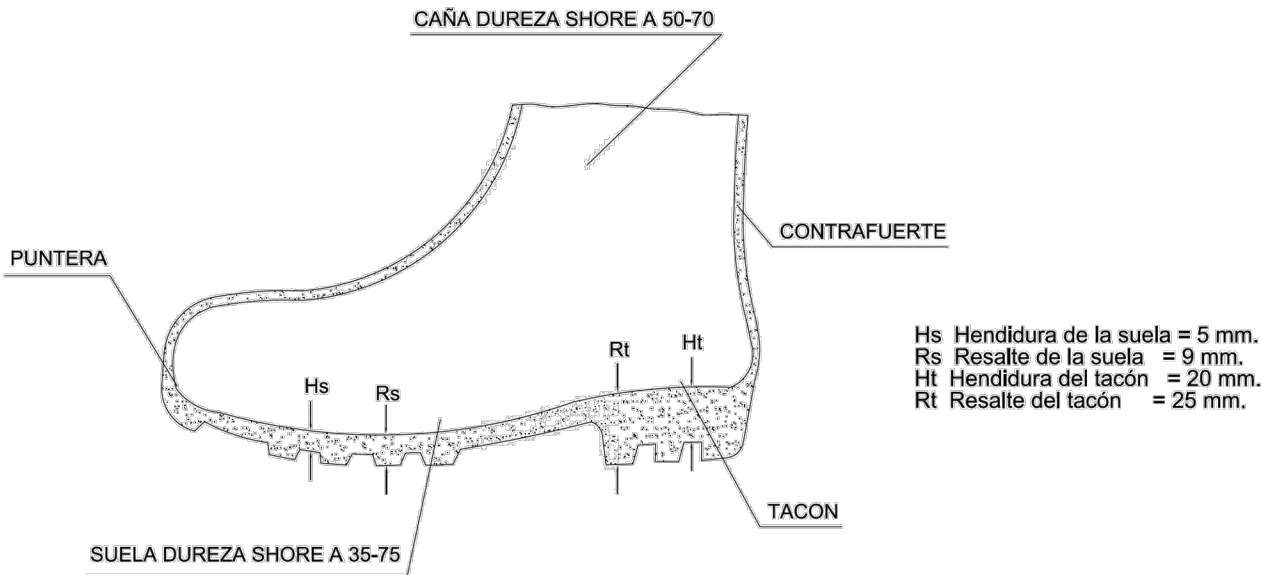 CAÑA DUREZA SHORE A 50-70
CONTRAFUERTE
PUNTERA
Hs Hendidura de la suela = 5 mm.
Rs Resalte de la suela = 9 mm.
Ht Hendidura del tacón = 20 mm.
Rt Resalte del tacón = 25 mm.
Hs
Rs
Rt
Ht
TACON
SUELA DUREZA SHORE A 35-75